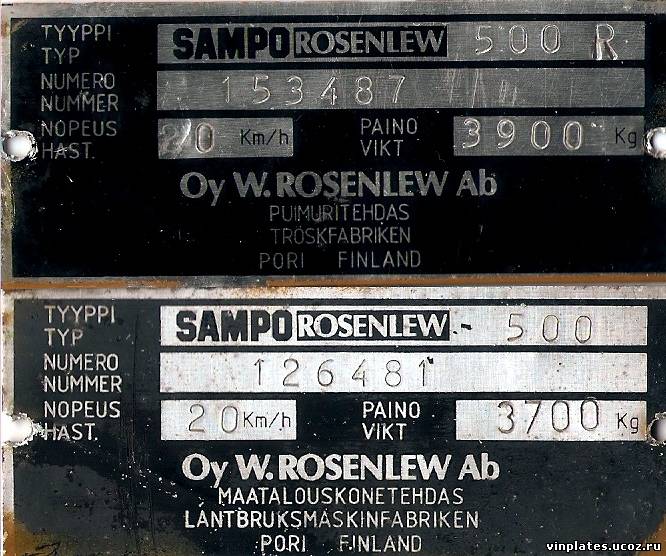 TYYPPI SAMPO ROSENLEW 500 R
TYP
NUMERO 153487
NUMMER
NOPEUS 20 Km/h PAINO 3900 Kg
HAST. VIKT
Oy W. ROSENLEW Ab
PUIMURITEHDAS
TRÖSKFABRIKEN
PORI FINLAND
TYYPPI SAMPO ROSENLEW - 500
TYP
NUMERO 126481
NUMMER
NOPEUS 20 Km/h PAINO 3700 Kg
HAST. VIKT
Oy W. ROSENLEW Ab
MAATALOUSKONETEHDAS
LANTBRUKSMASKINFABRIKEN
PORI FINLAND
vinplates.ucoz.ru